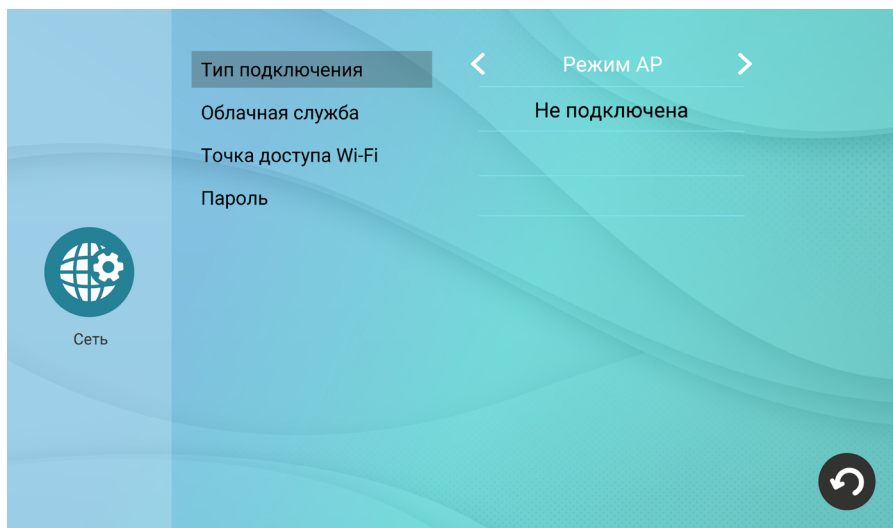 Тип подключения
Режим AP
Облачная служба
Не подключена
Точка доступа Wi-Fi
Пароль
Сеть